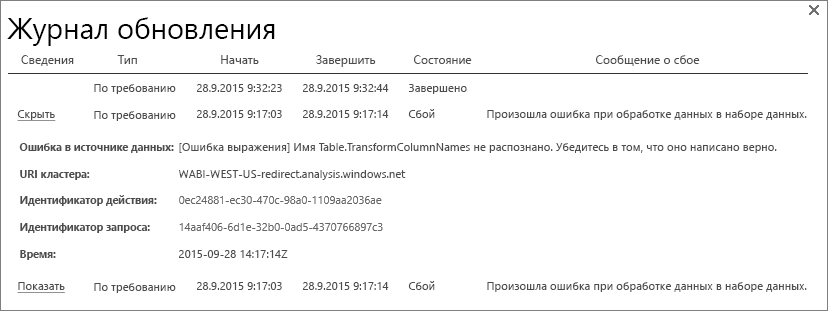 Журнал обновления
Сведения Тип Начать Завершить Состояние Сообщение о сбое
По требованию 28.9.2015 9:32:23 28.9.2015 9:32:44 Завершено
Скрыть По требованию 28.9.2015 9:17:03 28.9.2015 9:17:14 Сбой Произошла ошибка при обработке данных в наборе данных.
Ошибка в источнике данных: [Ошибка выражения] Имя Table.TransformColumnNames не распознано. Убедитесь в том, что оно написано верно.
URI кластера: WABI-WEST-US-redirect.analysis.windows.net
Идентификатор действия: 0ec24881-ec30-470c-98a0-1109aa2036ae
Идентификатор запроса: 14aaf406-6d1e-32b0-0ad5-4370766897c3
Время: 2015-09-28 14:17:14Z
Показать По требованию 28.9.2015 9:17:03 28.9.2015 9:17:14 Сбой Произошла ошибка при обработке данных в наборе данных.